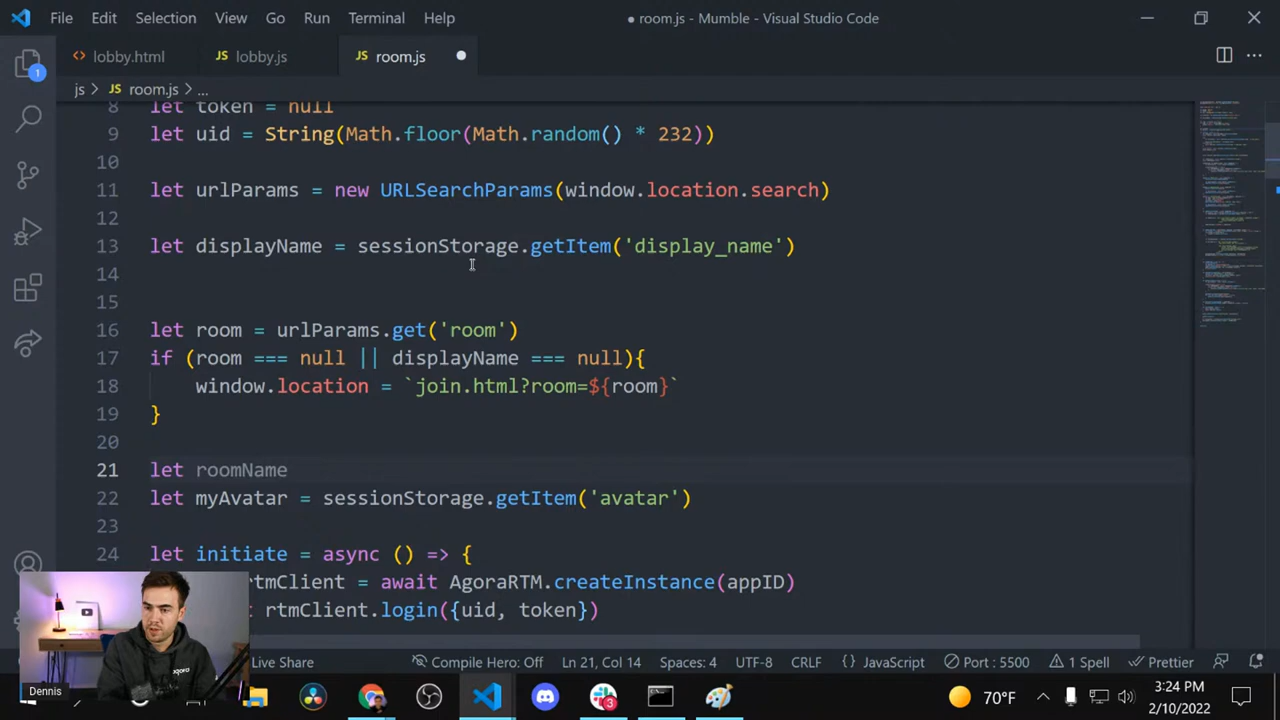 File Edit Selection View Go Run Terminal Help
● room.js - Mumble - Visual Studio Code
lobby.html JS lobby.js JS room.js ●
js > JS room.js > ...
1
8 let token = null
9 let uid = String(Math.floor(Math.random() * 232))
10
11 let urlParams = new URLSearchParams(window.location.search)
12
13 let displayName = sessionStorage.getItem('display_name')
14
15
16 let room = urlParams.get('room')
17 if (room === null || displayName === null){
18 window.location = `join.html?room=${room}`
19 }
20
21 let roomName
22 let myAvatar = sessionStorage.getItem('avatar')
23
24 let initiate = async () => {
rtmClient = await AgoraRTM.createInstance(appID)
rtmClient.login({uid, token})
agora
Dennis
Live Share Compile Hero: Off Ln 21, Col 14 Spaces: 4 UTF-8 CRLF {} JavaScript Port : 5500 1 Spell Prettier
3
70°F
3:24 PM
2/10/2022